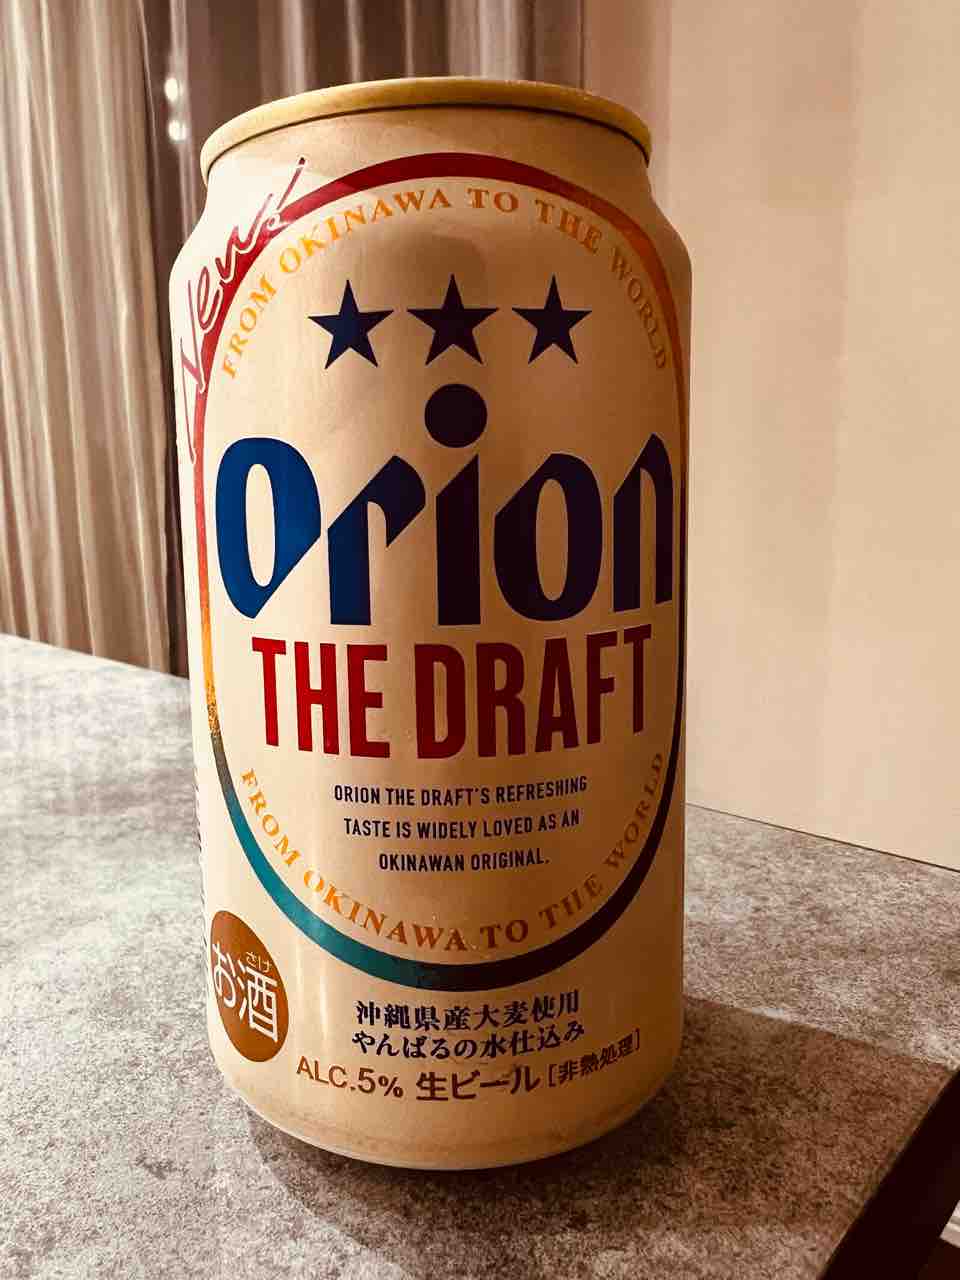 New!
FROM OKINAWA TO THE WORLD
Orion
THE DRAFT
ORION THE DRAFT'S REFRESHING
TASTE IS WIDELY LOVED AS AN
OKINAWAN ORIGINAL.
FROM OKINAWA TO THE WORLD
さけ
お酒
沖縄県産大麦使用
やんばるの水仕込み
ALC.5% 生ビール [非熱処理]